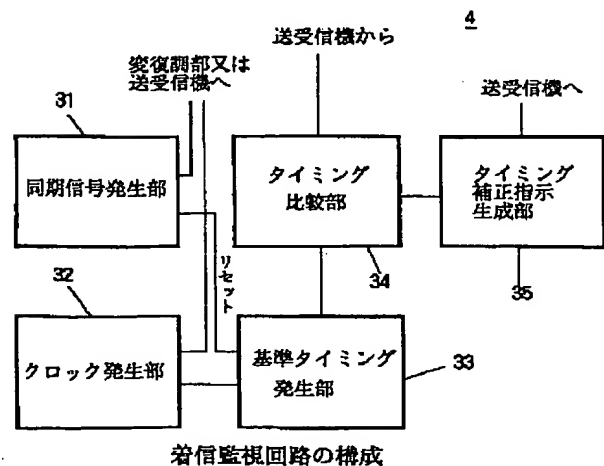 4
送受信機から
変復調部又は
送受信機へ
送受信機へ
31
同期信号発生部
タイミング
比較部
タイミング
補正指示
生成部
リセット
34
35
32
クロック発生部
基準タイミング
発生部
33
着信監視回路の構成